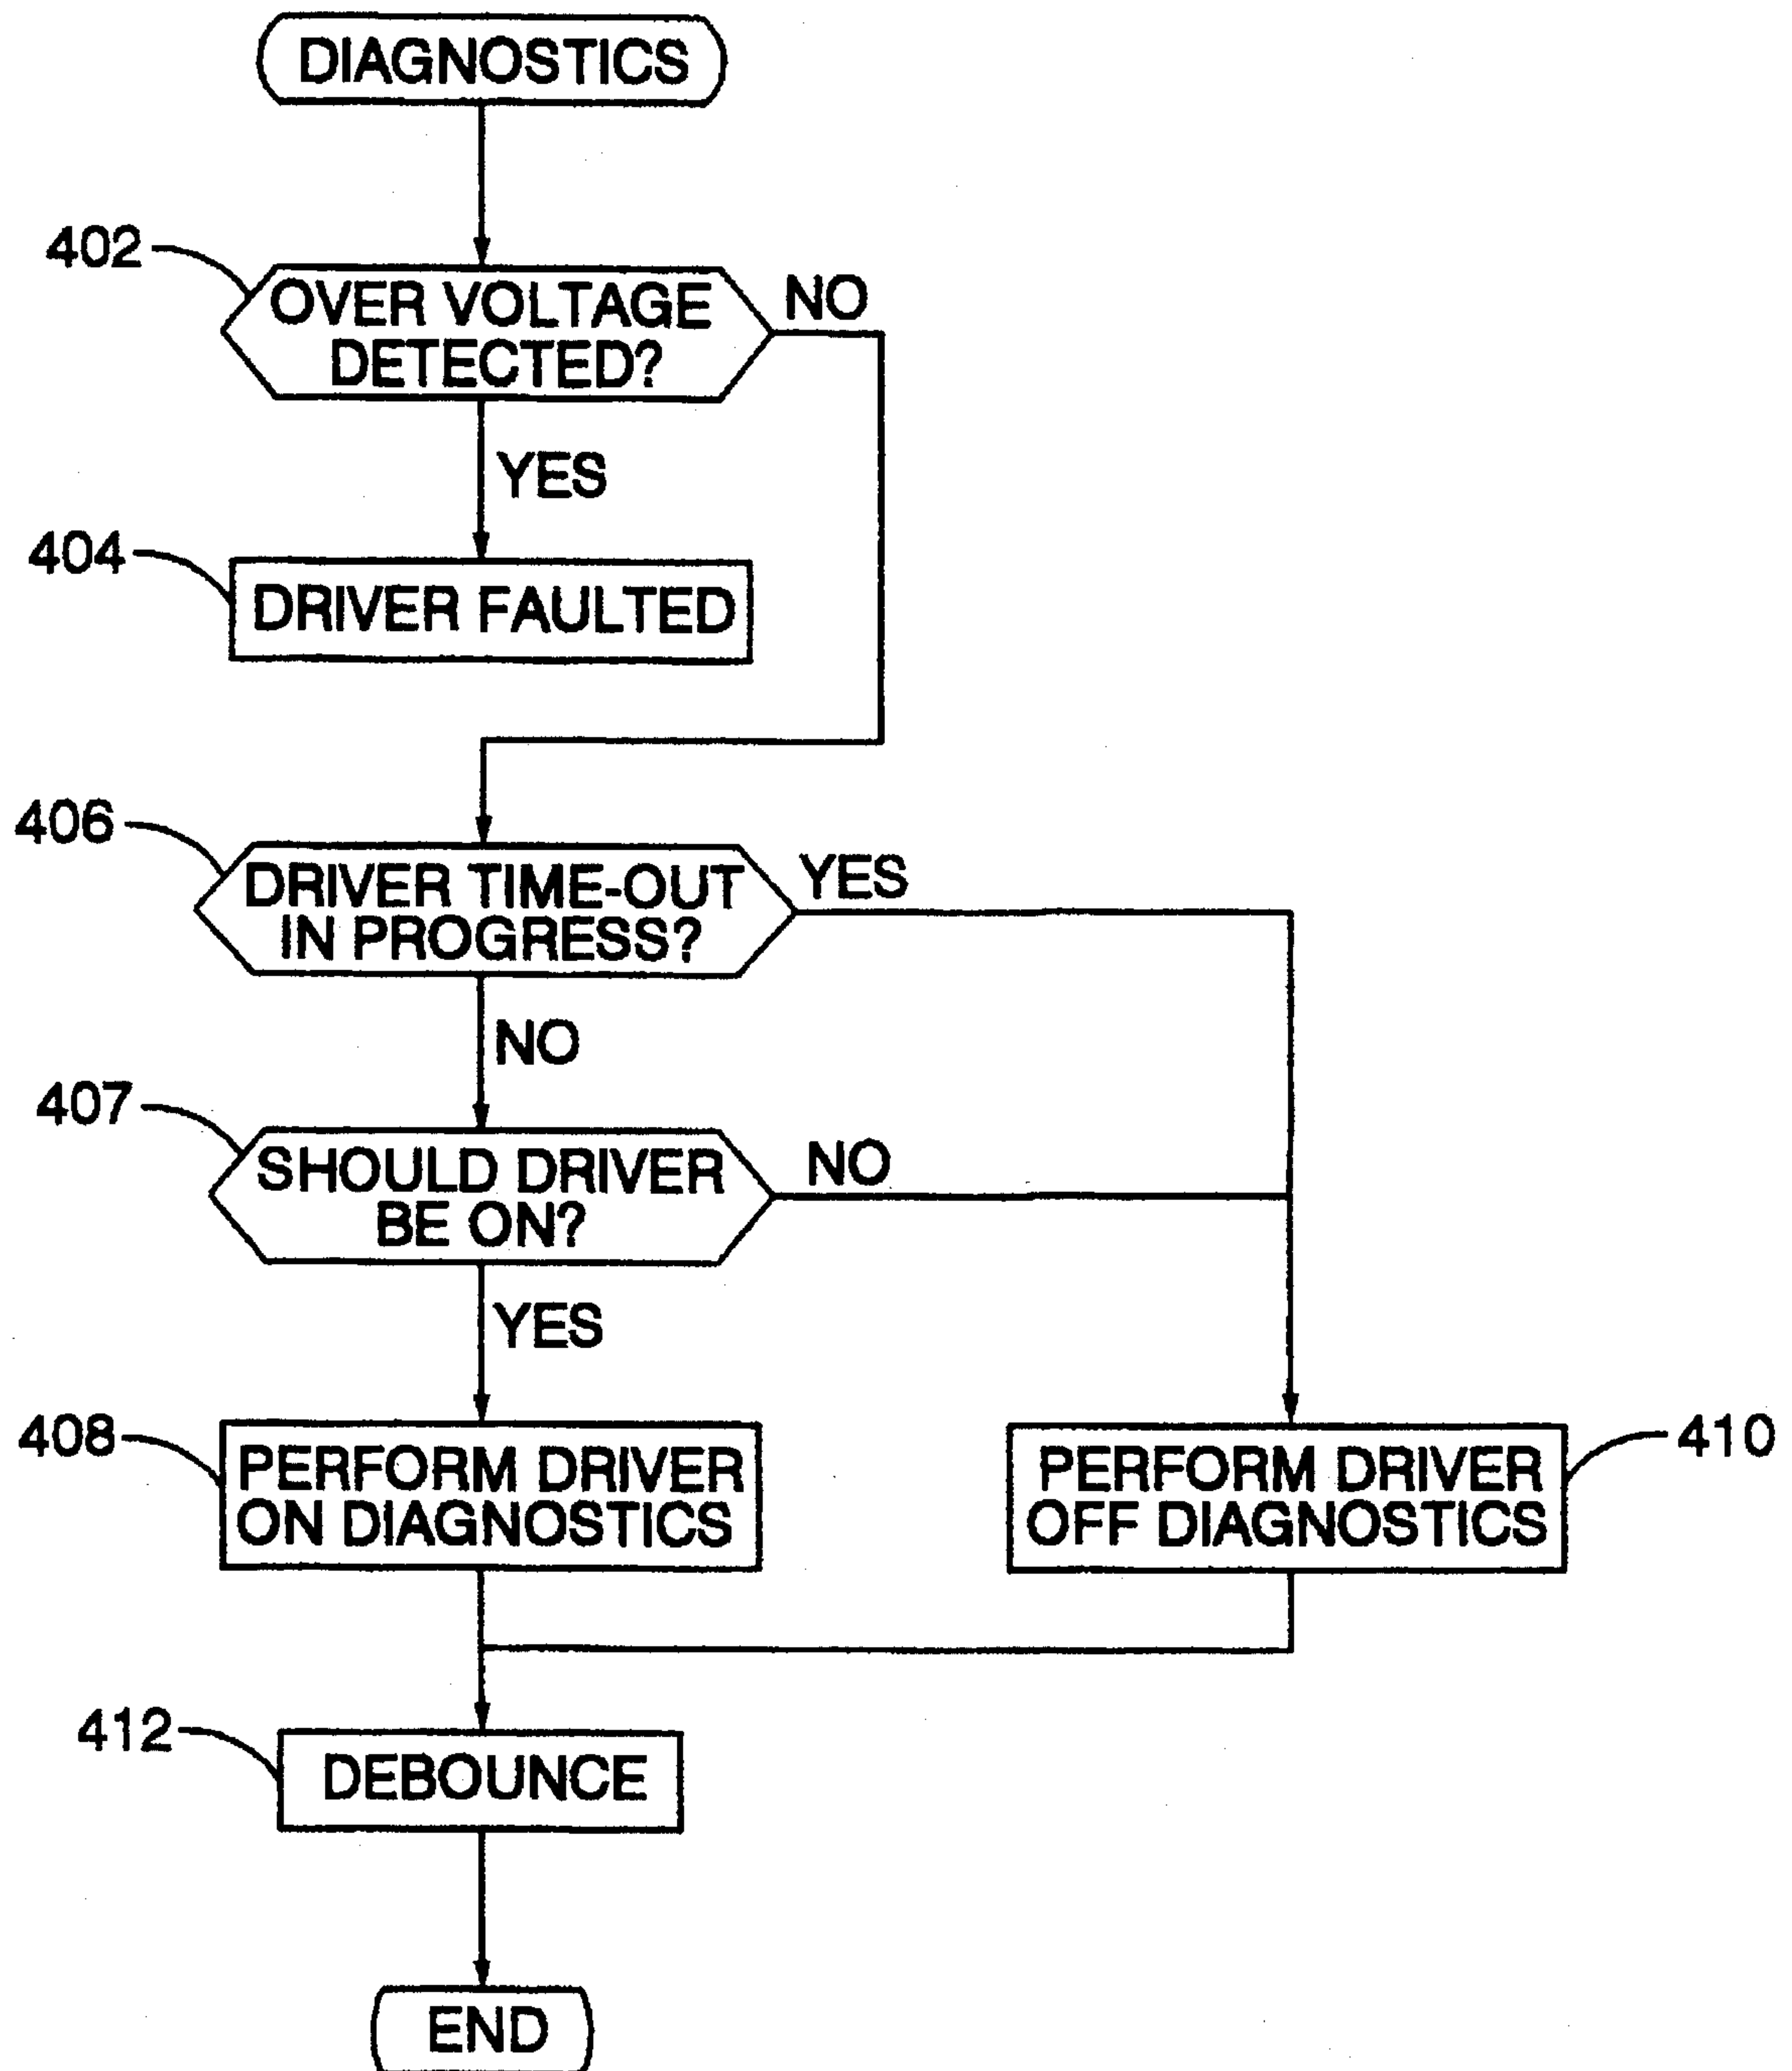 DIAGNOSTICS
402
OVER VOLTAGE
DETECTED?
NO
YES
404
DRIVER FAULTED
406
DRIVER TIME-OUT
IN PROGRESS?
YES
NO
407
SHOULD DRIVER
BE ON?
NO
YES
408
PERFORM DRIVER
ON DIAGNOSTICS
PERFORM DRIVER
OFF DIAGNOSTICS
410
412
DEBOUNCE
END